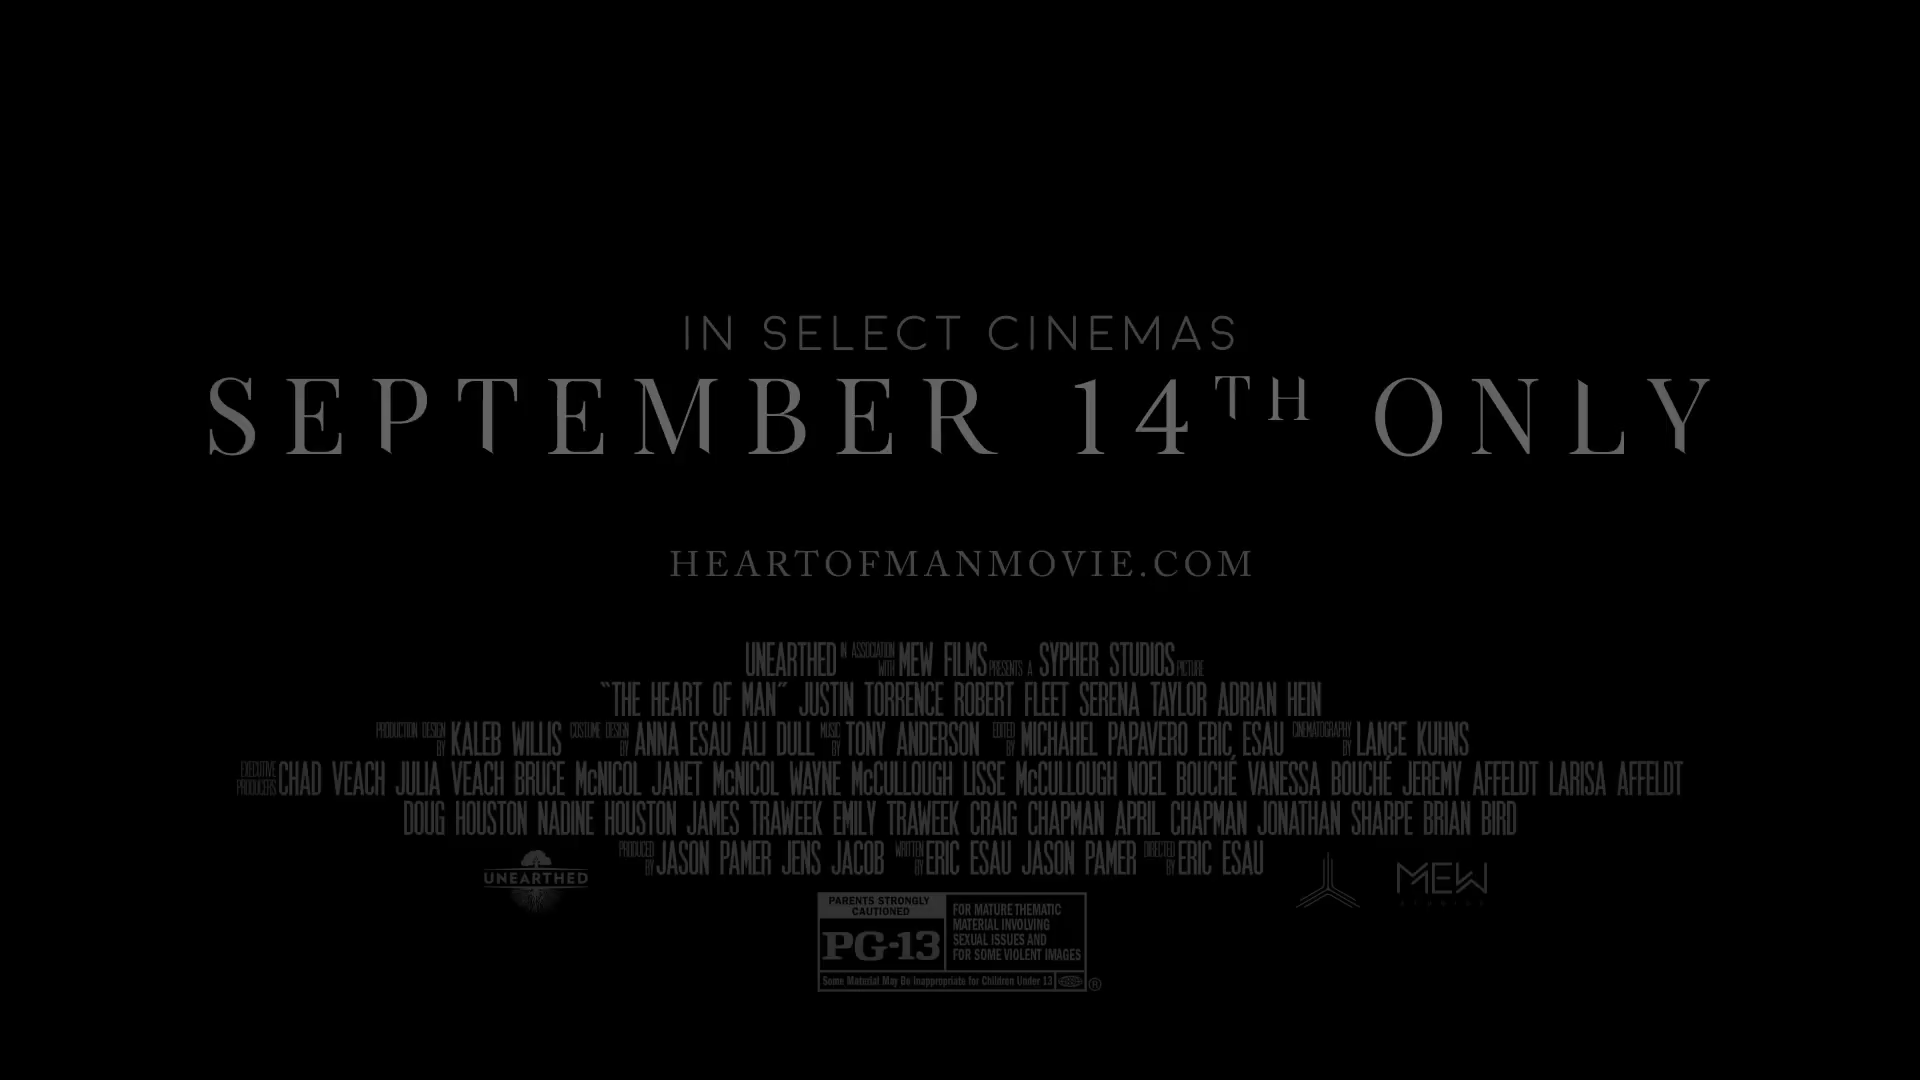 IN SELECT CINEMAS
SEPTEMBER 14TH ONLY
HEARTOFMANMOVIE.COM
UNEARTHED IN ASSOCIATION WITH MEW FILMS PRESENTS A SYPHER STUDIOS PICTURE
"THE HEART OF MAN" JUSTIN TORRENCE ROBERT FLEET SERENA TAYLOR ADRIAN HEIN
PRODUCTION DESIGN BY KALEB WILLIS COSTUME DESIGN BY ANNA ESAU ALI DULL MUSIC BY TONY ANDERSON EDITED BY MICHAHEL PAPAVERO ERIC ESAU CINEMATOGRAPHY BY LANCE KUHNS
EXECUTIVE PRODUCERS CHAD VEACH JULIA VEACH BRUCE McNICOL JANET McNICOL WAYNE McCULLOUGH LISSE McCULLOUGH NOEL BOUCHÉ VANESSA BOUCHÉ JEREMY AFFELDT LARISA AFFELDT
DOUG HOUSTON NADINE HOUSTON JAMES TRAWEEK EMILY TRAWEEK CRAIG CHAPMAN APRIL CHAPMAN JONATHAN SHARPE BRIAN BIRD
PRODUCED BY JASON PAMER JENS JACOB WRITTEN BY ERIC ESAU JASON PAMER DIRECTED BY ERIC ESAU
UNEARTHED
MEW
PARENTS STRONGLY CAUTIONED
PG-13
FOR MATURE THEMATIC
MATERIAL INVOLVING
SEXUAL ISSUES AND
FOR SOME VIOLENT IMAGES
Some Material May Be Inappropriate for Children Under 13
®